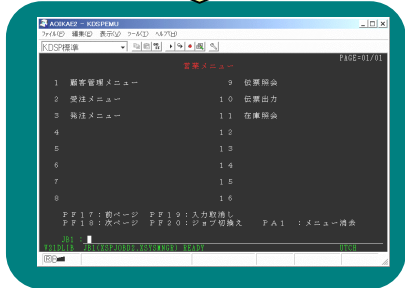 AOIKAE2 - KDSPEMU
ファイル(F) 編集(E) 表示(V) ツール(T) ヘルプ(H)
KDSP標準
PAGE=01/01
営業メニュー
1 顧客管理メニュー 9 伝票照会
2 受注メニュー 10 伝票出力
3 発注メニュー 11 在庫照会
4 12
5 13
6 14
7 15
8 16
PF17:前ページ PF19:入力取消し
PF18:次ページ PF20:ジョブ切換え PA1 :メニュー消去
JB1 :
JB1(XSPJOBD2.XSYSMNGR) READY UTCH